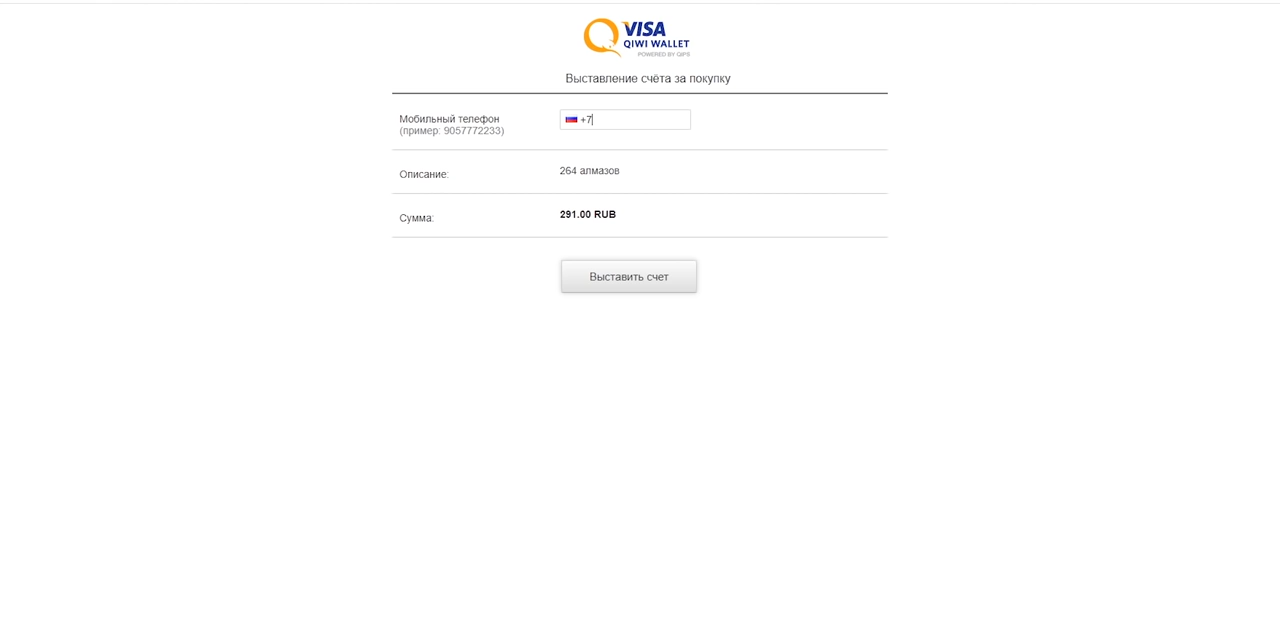 VISA
QIWI WALLET
POWERED BY QIPS
Выставление счёта за покупку
Мобильный телефон
(пример: 9057772233)
+7
Описание:
264 алмазов
Сумма:
291.00 RUB
Выставить счет